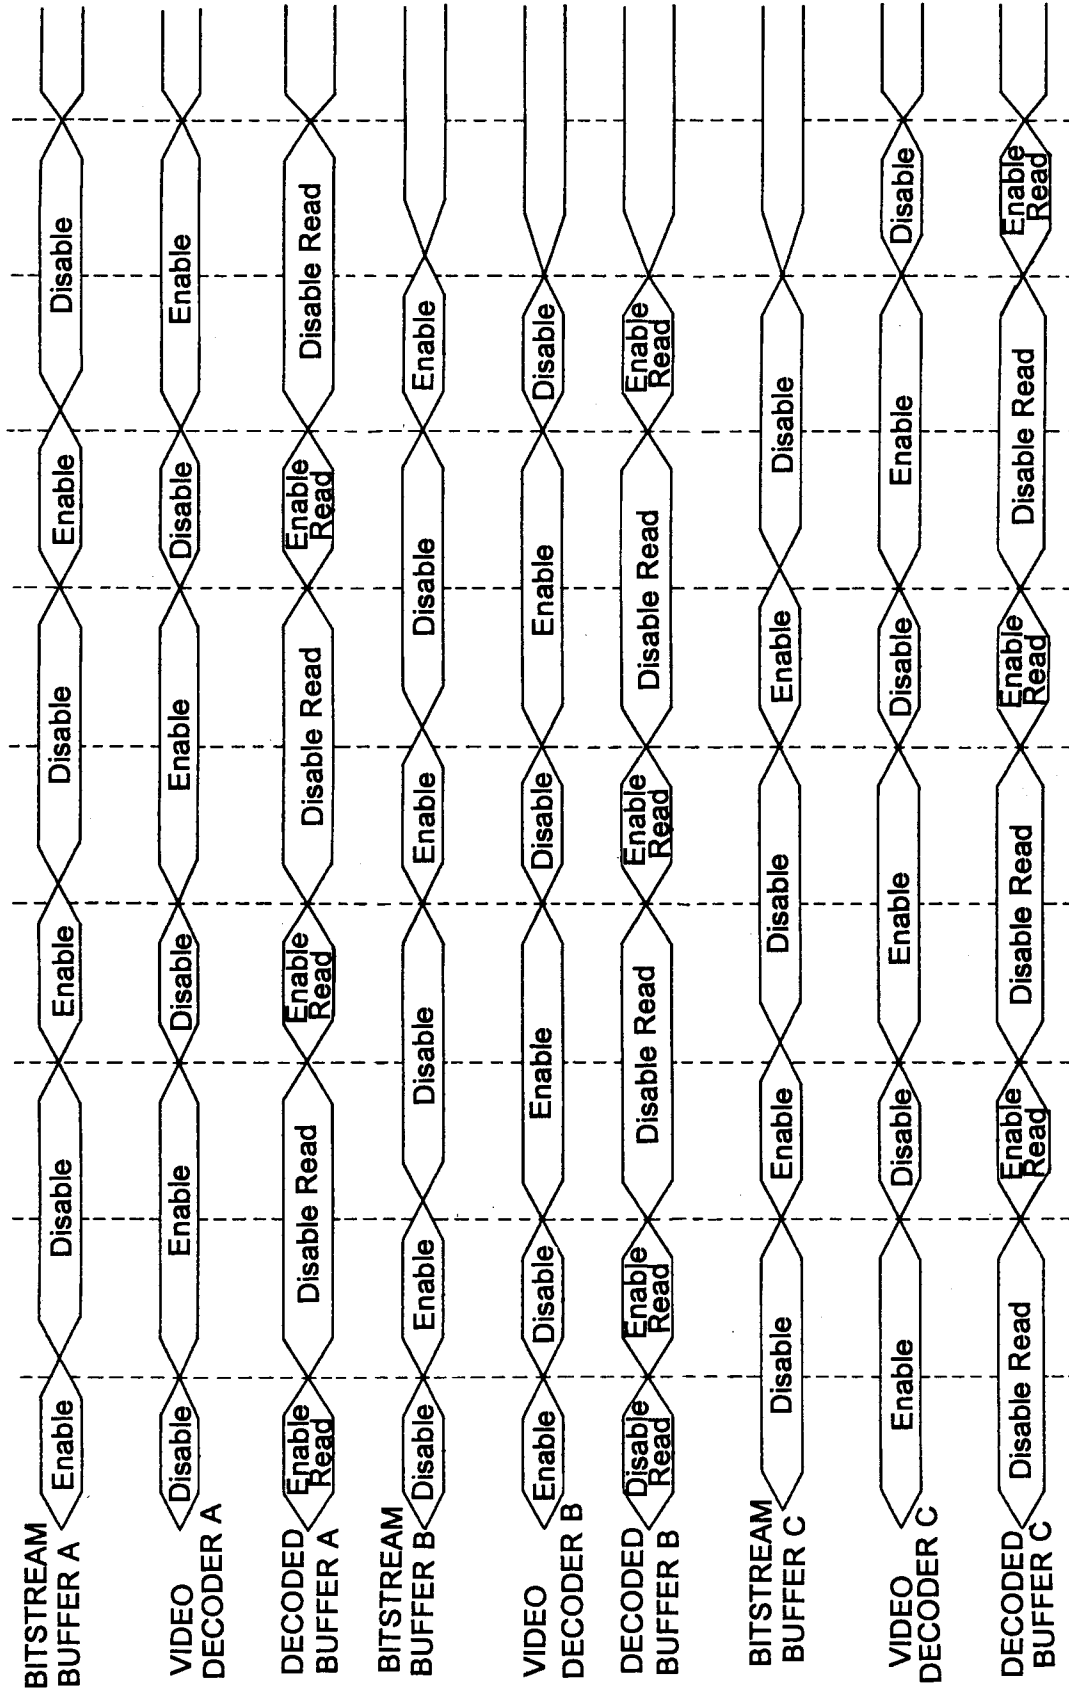 BITSTREAM
BUFFER A
Enable
Disable
Enable
Disable
Enable
Disable
VIDEO
DECODER A
Disable
Enable
Disable
Enable
Disable
Enable
DECODED
BUFFER A
Enable
Read
Disable Read
Enable
Read
Disable Read
Enable
Read
Disable Read
BITSTREAM
BUFFER B
Disable
Enable
Disable
Enable
Disable
Enable
VIDEO
DECODER B
Enable
Disable
Enable
Disable
Enable
Disable
DECODED
BUFFER B
Disable
Read
Enable
Read
Disable Read
Enable
Read
Disable Read
Enable
Read
BITSTREAM
BUFFER C
Disable
Enable
Disable
Enable
Disable
VIDEO
DECODER C
Enable
Disable
Enable
Disable
Enable
Disable
DECODED
BUFFER C
Disable Read
Enable
Read
Disable Read
Enable
Read
Disable Read
Enable
Read